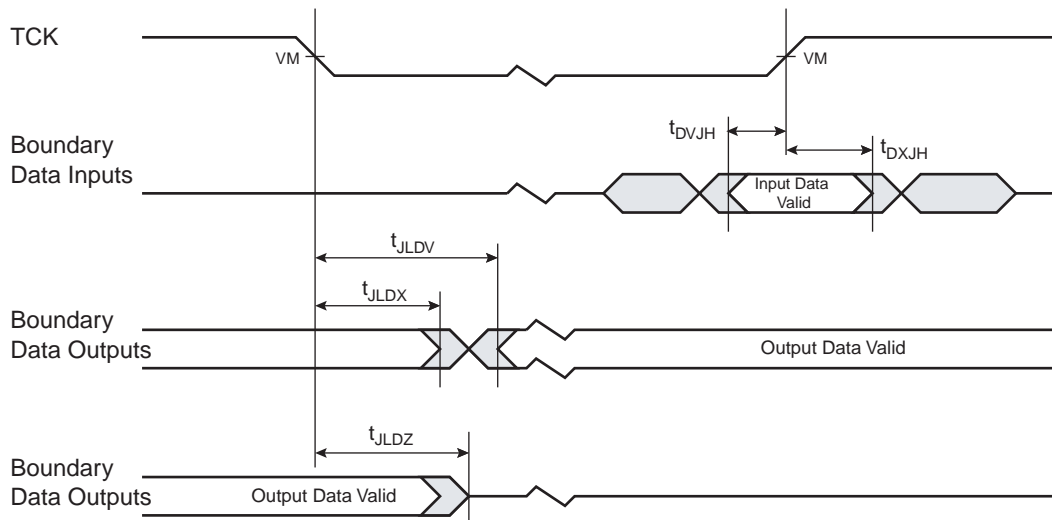 TCK
VM
VM
Boundary
Data Inputs
tDVJH
tDXJH
Input Data
Valid
tJLDV
tJLDX
Boundary
Data Outputs
Output Data Valid
tJLDZ
Boundary
Data Outputs
Output Data Valid